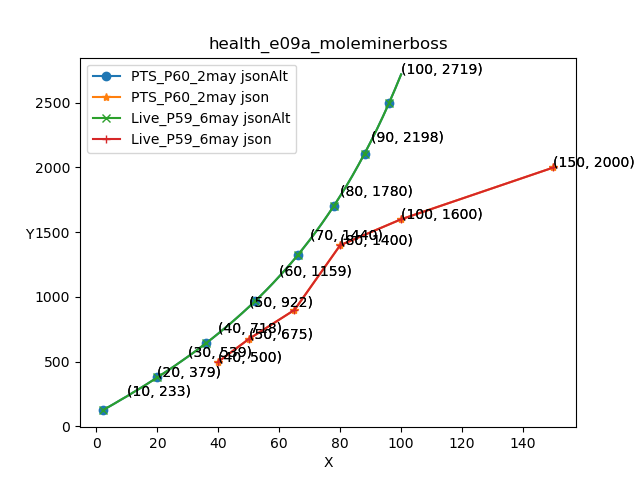 health_e09a_moleminerboss
PTS_P60_2may jsonAlt
PTS_P60_2may json
Live_P59_6may jsonAlt
Live_P59_6may json
(100, 2719)
(90, 2198)
(150, 2000)
(80, 1780)
(100, 1600)
(70, 1440)
(80, 1400)
(60, 1159)
(50, 922)
(40, 718)
(50, 675)
(30, 539)
(40, 500)
(20, 379)
(10, 233)
2500
2000
1500
1000
500
0
Y
0 20 40 60 80 100 120 140
X